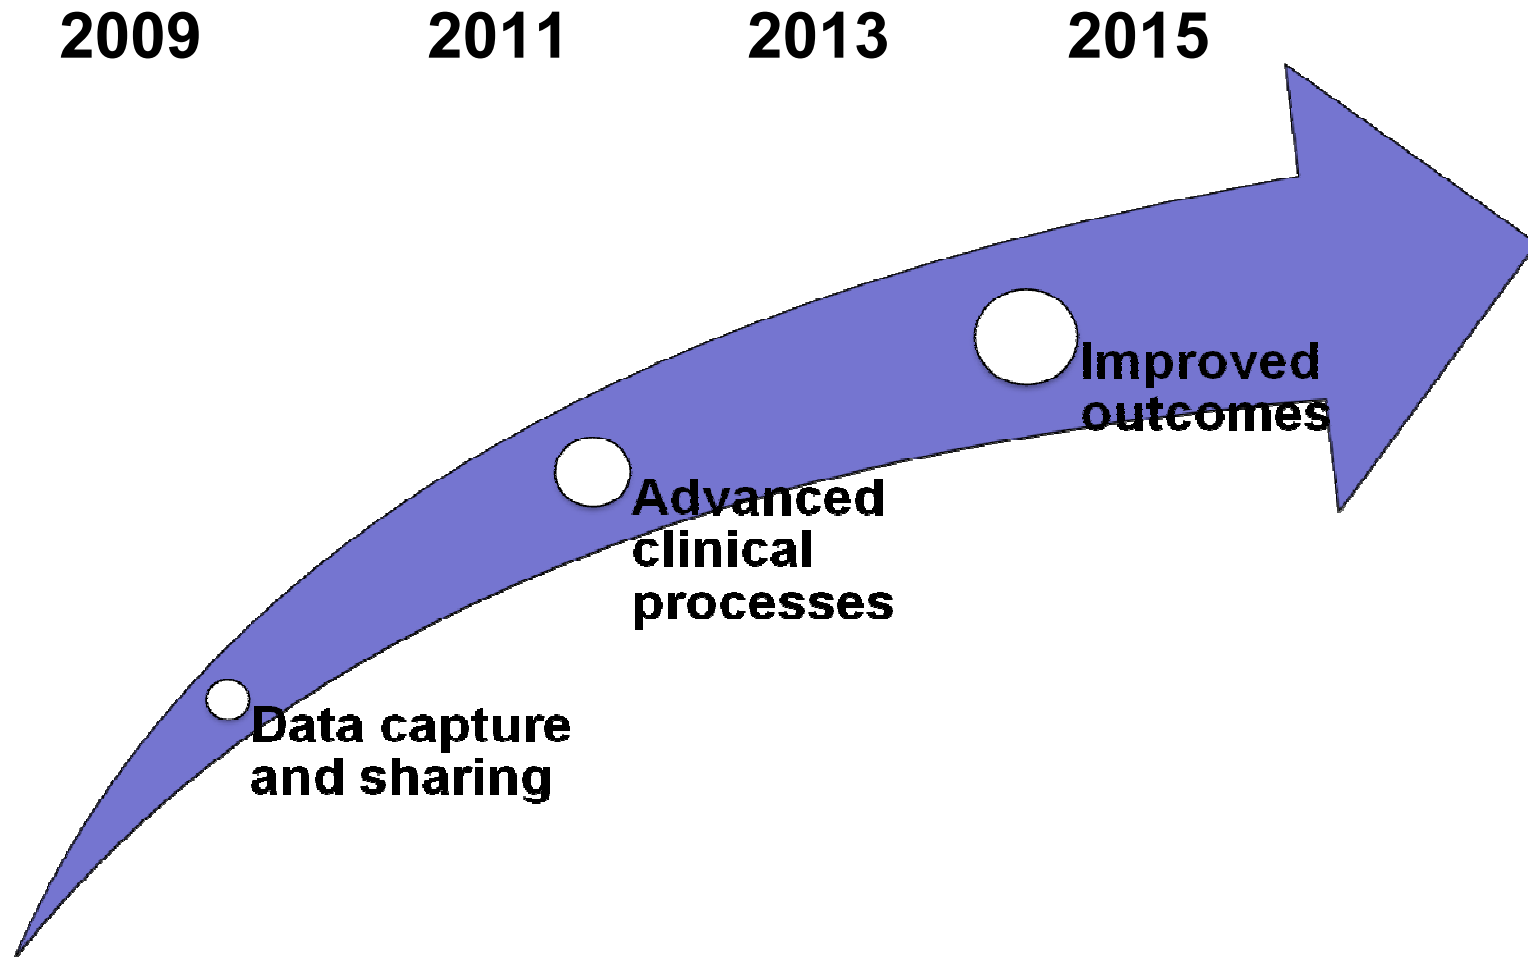 2009 2011 2013 2015
Improved
outcomes
Advanced
clinical
processes
Data capture
and sharing